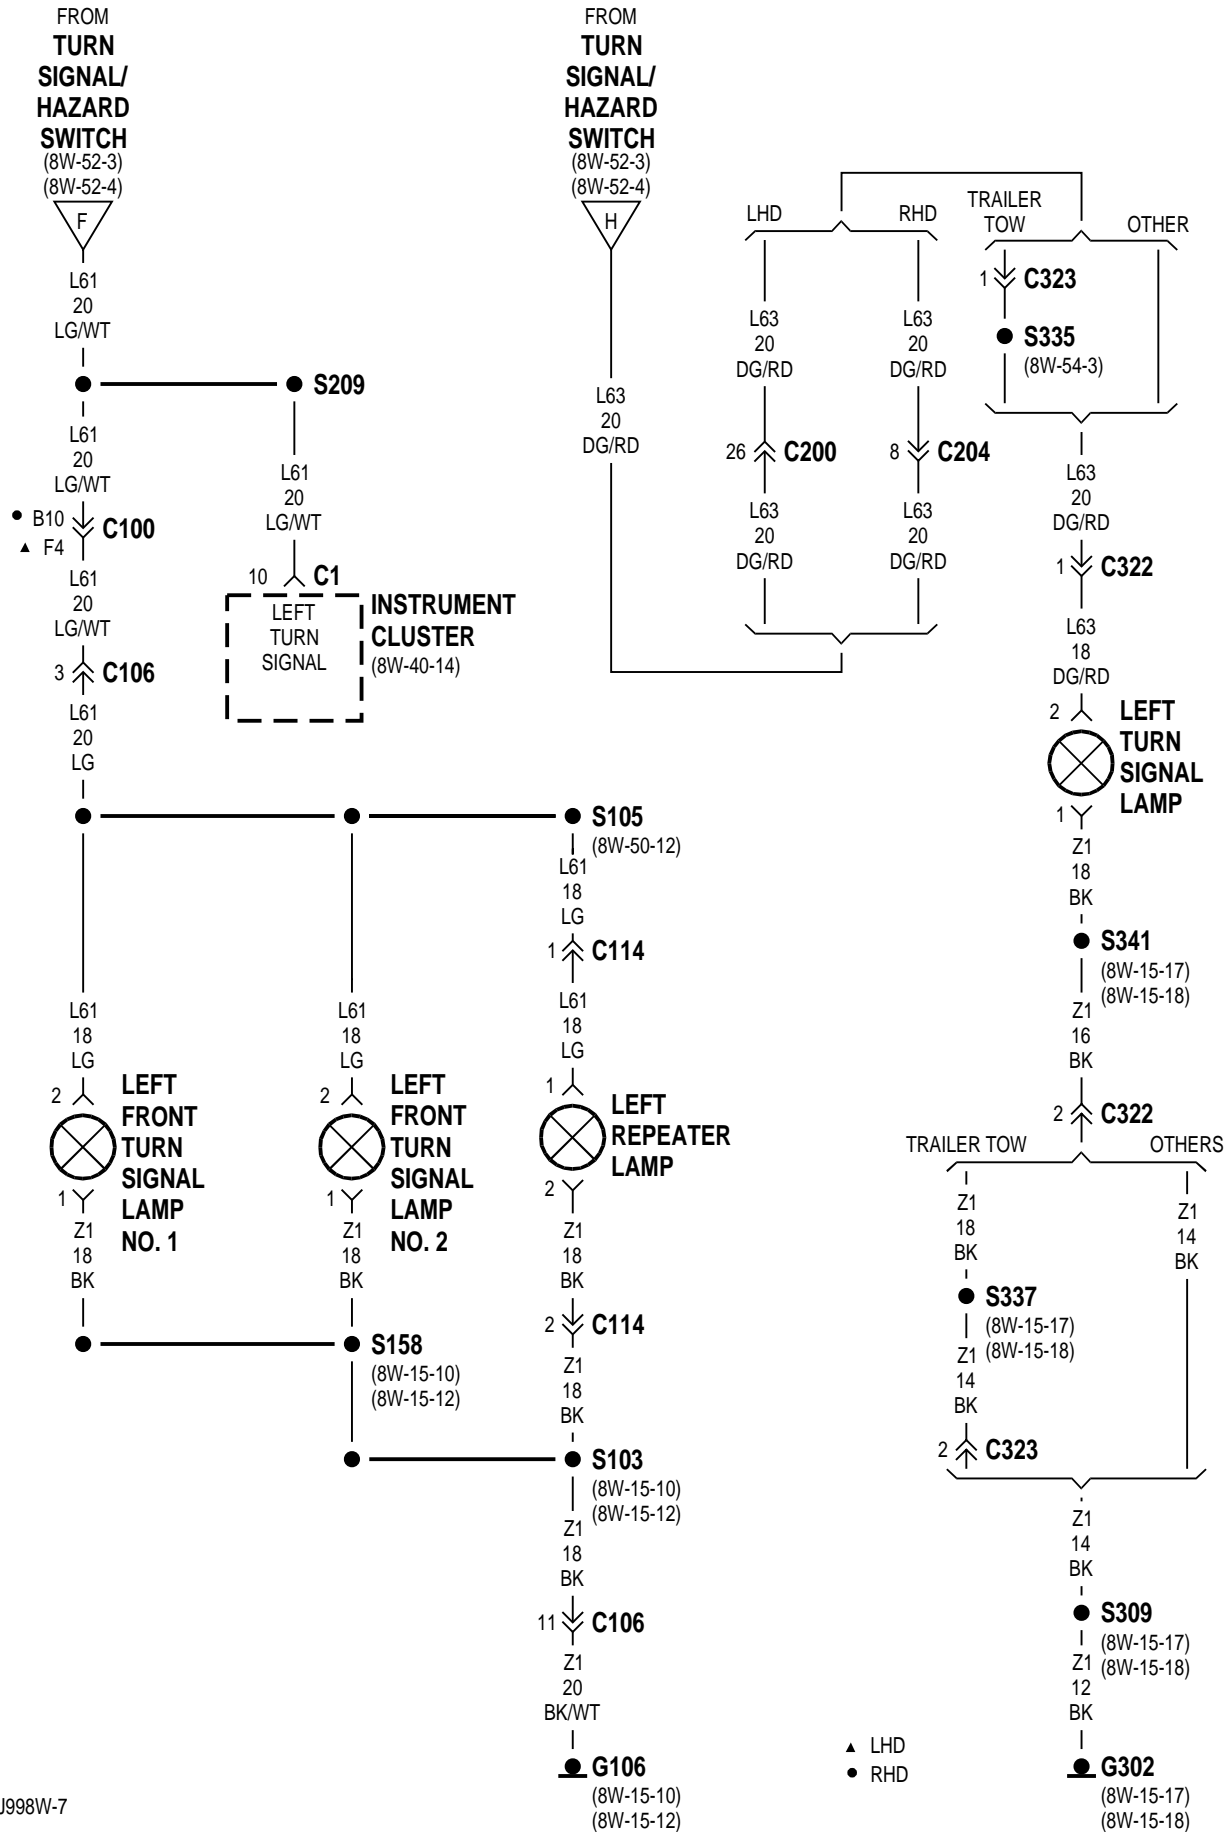 FROM
TURN
SIGNAL/
HAZARD
SWITCH
(8W-52-3)
(8W-52-4)
F
L61
20
LG/WT
S209
L61
20
LG/WT
● B10
▲ F4
C100
L61
20
LG/WT
3
C106
L61
20
LG
L61
20
LG/WT
10
C1
LEFT
TURN
SIGNAL
INSTRUMENT
CLUSTER
(8W-40-14)
S105
(8W-50-12)
L61
18
LG
1
C114
L61
18
LG
1
LEFT
REPEATER
LAMP
2
Z1
18
BK
2
C114
Z1
18
BK
L61
18
LG
2
LEFT
FRONT
TURN
SIGNAL
LAMP
NO. 1
1
Z1
18
BK
L61
18
LG
2
LEFT
FRONT
TURN
SIGNAL
LAMP
NO. 2
1
Z1
18
BK
S158
(8W-15-10)
(8W-15-12)
S103
(8W-15-10)
(8W-15-12)
Z1
18
BK
11
C106
Z1
20
BK/WT
G106
(8W-15-10)
(8W-15-12)
FROM
TURN
SIGNAL/
HAZARD
SWITCH
(8W-52-3)
(8W-52-4)
H
L63
20
DG/RD
LHD
RHD
L63
20
DG/RD
26
C200
L63
20
DG/RD
L63
20
DG/RD
8
C204
L63
20
DG/RD
TRAILER
TOW
OTHER
1
C323
S335
(8W-54-3)
L63
20
DG/RD
1
C322
L63
18
DG/RD
2
LEFT
TURN
SIGNAL
LAMP
1
Z1
18
BK
S341
(8W-15-17)
(8W-15-18)
Z1
16
BK
2
C322
TRAILER TOW
OTHERS
Z1
18
BK
S337
(8W-15-17)
(8W-15-18)
Z1
14
BK
2
C323
Z1
14
BK
Z1
14
BK
S309
(8W-15-17)
(8W-15-18)
Z1
12
BK
G302
(8W-15-17)
(8W-15-18)
▲ LHD
● RHD
J998W-7